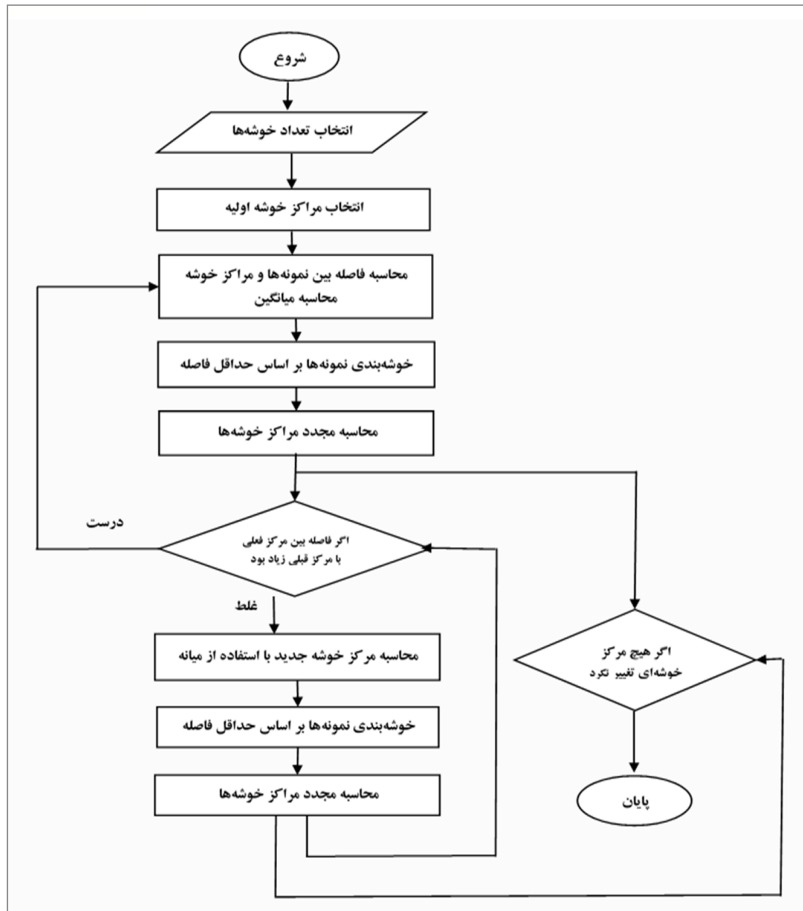 شروع
انتخاب تعداد خوشه‌ها
انتخاب مراکز خوشه اولیه
محاسبه فاصله بین نمونه‌ها و مراکز خوشه
محاسبه میانگین
خوشه‌بندی نمونه‌ها بر اساس حداقل فاصله
محاسبه مجدد مراکز خوشه‌ها
درست
اگر فاصله بین مرکز فعلی
با مرکز قبلی زیاد بود
غلط
محاسبه مرکز خوشه جدید با استفاده از میانه
خوشه‌بندی نمونه‌ها بر اساس حداقل فاصله
محاسبه مجدد مراکز خوشه‌ها
اگر هیچ مرکز
خوشه‌ای تغییر نکرد
پایان